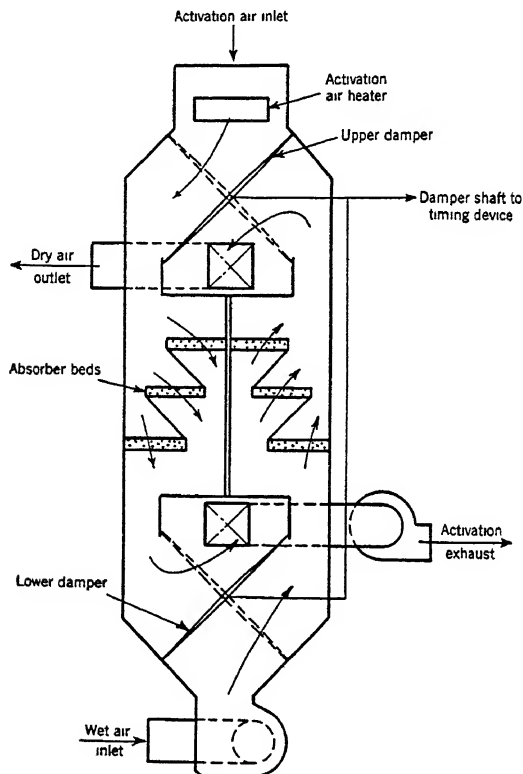 Activation air inlet
Activation
air heater
Upper damper
Damper shaft to
timing device
Dry air
outlet
Absorber beds
Activation
exhaust
Lower damper
Wet air
inlet